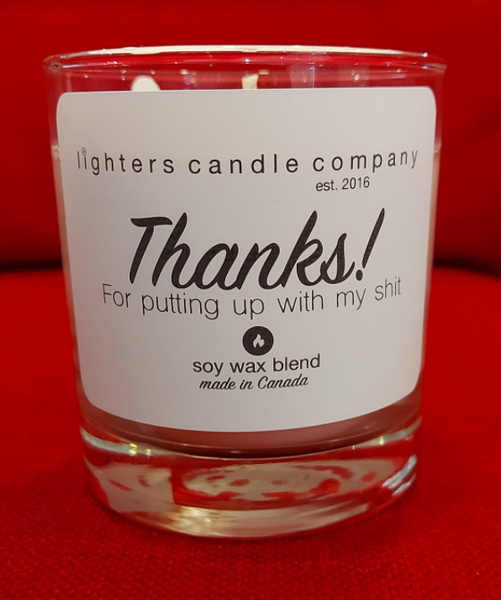 lighters candle company
est. 2016
Thanks!
For putting up with my shit
soy wax blend
made in Canada